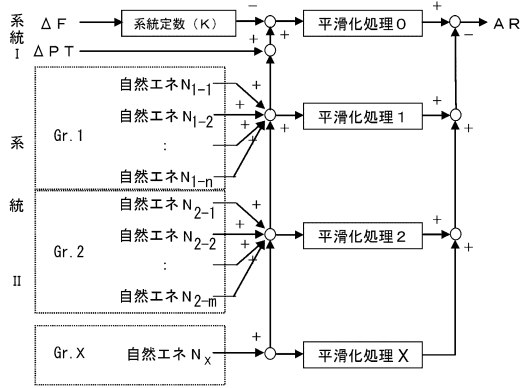 系統Ⅰ
ΔF
系統定数(K)
平滑化処理0
AR
ΔPT
系統Ⅱ
Gr.1
自然エネN1-1
自然エネN1-2
:
自然エネN1-n
平滑化処理1
Gr.2
自然エネN2-1
自然エネN2-2
:
自然エネN2-m
平滑化処理2
Gr.X
自然エネNX
平滑化処理X